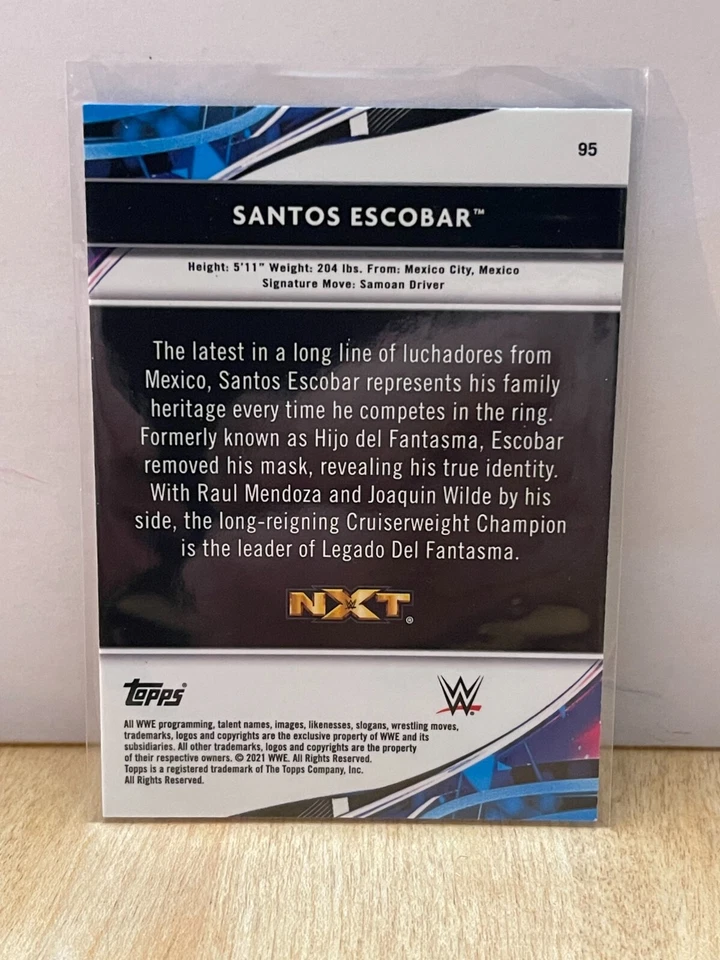 95
SANTOS ESCOBAR™
Height: 5'11" Weight: 204 lbs. From: Mexico City, Mexico
Signature Move: Samoan Driver
The latest in a long line of luchadores from
Mexico, Santos Escobar represents his family
heritage every time he competes in the ring.
Formerly known as Hijo del Fantasma, Escobar
removed his mask, revealing his true identity.
With Raul Mendoza and Joaquin Wilde by his
side, the long-reigning Cruiserweight Champion
is the leader of Legado Del Fantasma.
NXT®
Topps®
W®
All WWE programming, talent names, images, likenesses, slogans, wrestling moves,
trademarks, logos and copyrights are the exclusive property of WWE and its
subsidiaries. All other trademarks, logos and copyrights are the property
of their respective owners. © 2021 WWE. All Rights Reserved.
Topps is a registered trademark of The Topps Company, Inc.
All Rights Reserved.